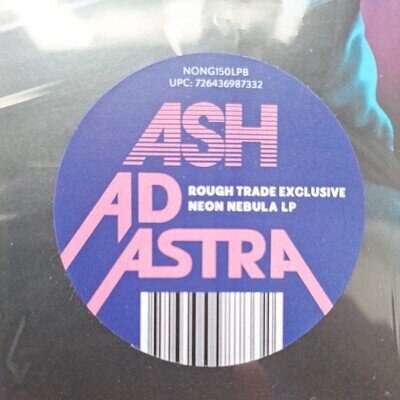 NONG150LPB
UPC: 726436987332
ASH
AD
ROUGH TRADE EXCLUSIVE
NEON NEBULA LP
ASTRA